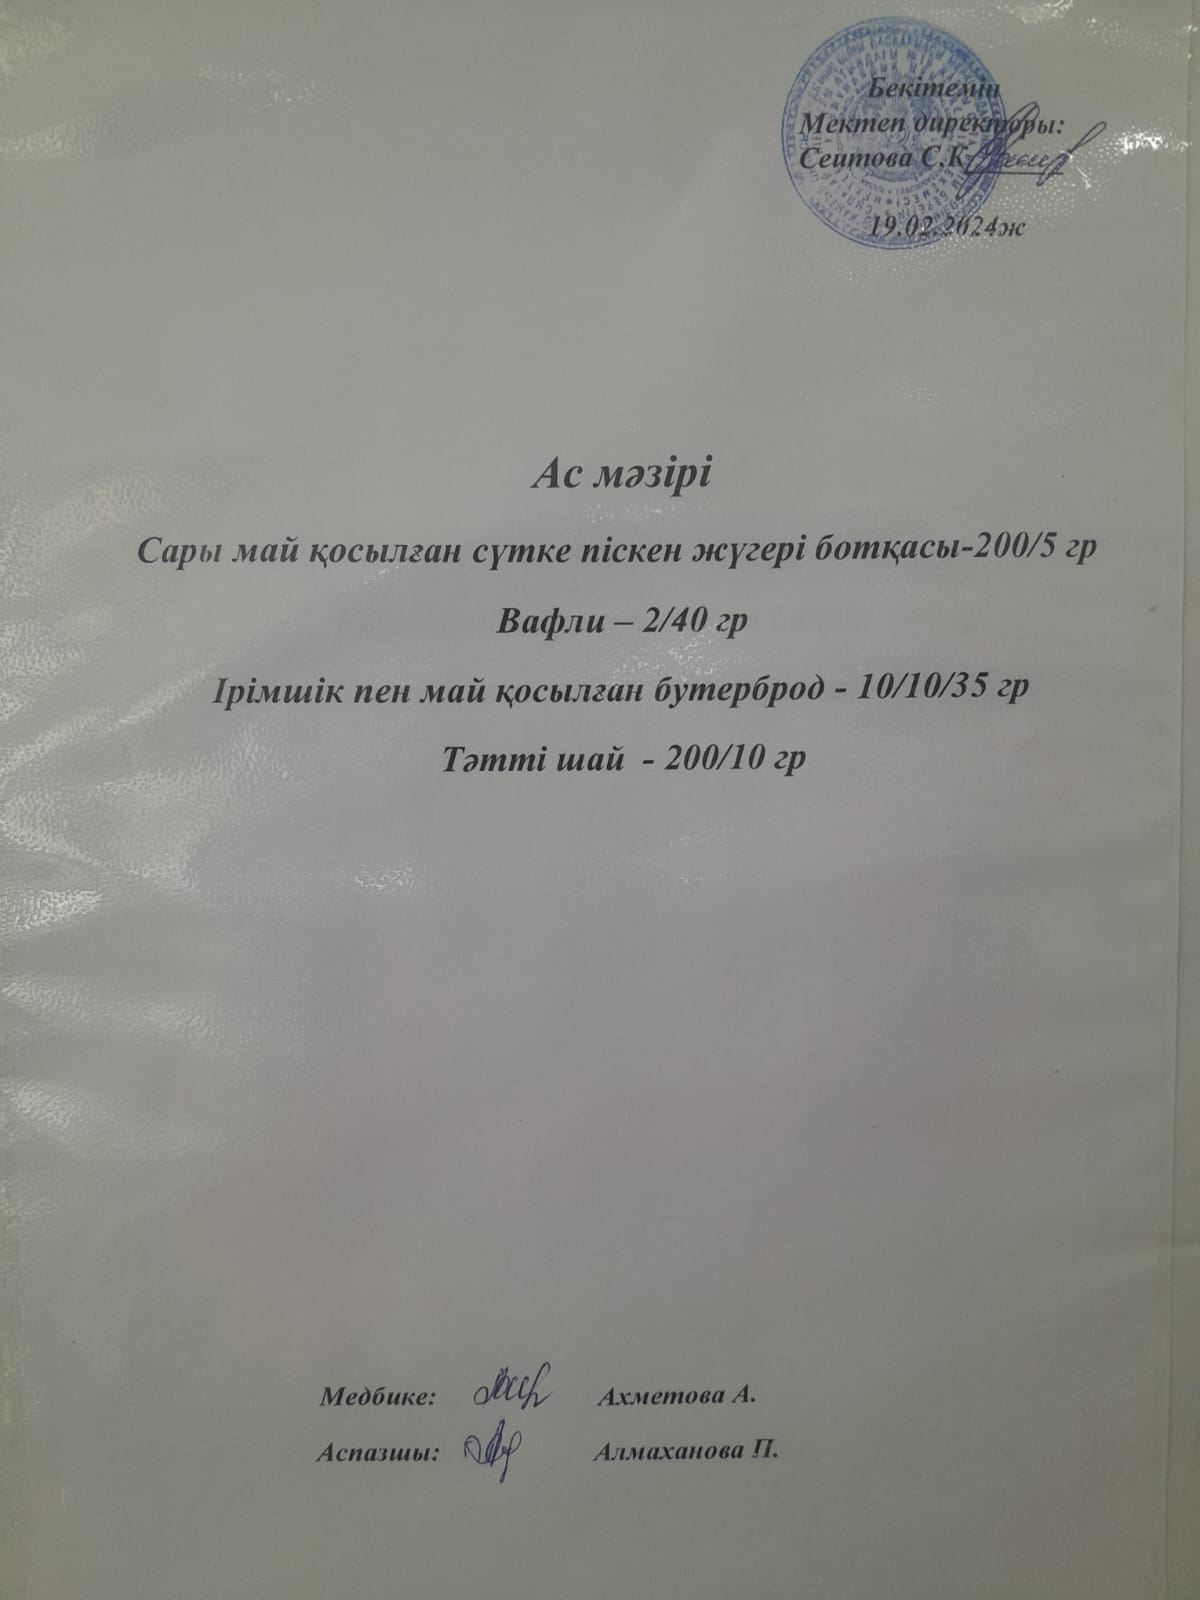 Бекітемін
Мектеп директоры:
Сеитова С.К.
19.02.2024ж
Ас мәзірі
Сары май қосылған сүтке піскен жүгері ботқасы-200/5 гр
Вафли – 2/40 гр
Ірімшік пен май қосылған бутерброд - 10/10/35 гр
Тәтті шай - 200/10 гр
Медбике: Ахметова А.
Аспазшы: Алмаханова П.